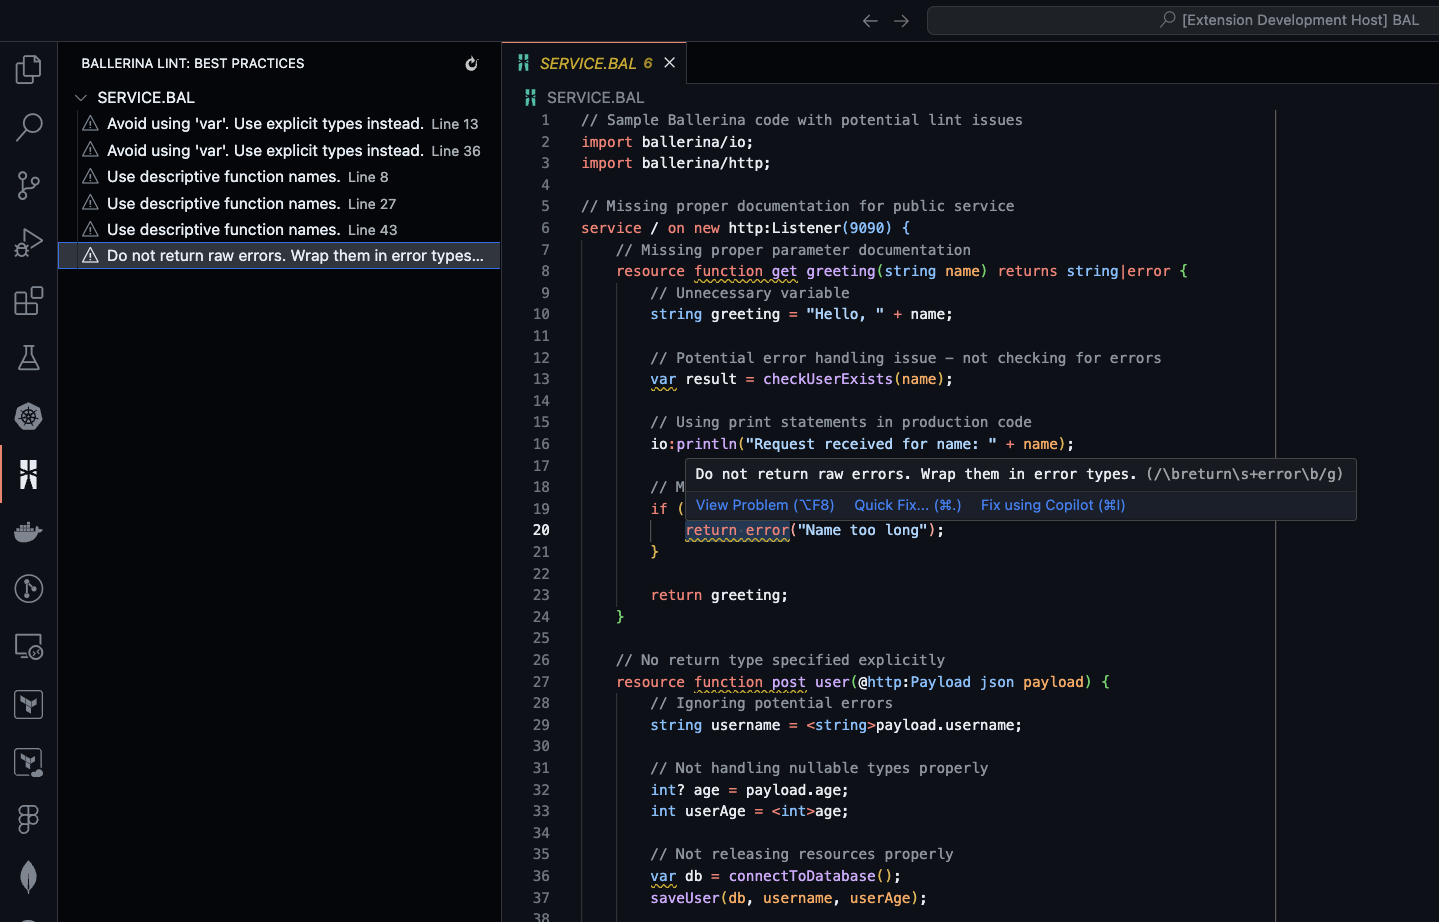 [Extension Development Host] BAL
BALLERINA LINT: BEST PRACTICES
SERVICE.BAL
Avoid using 'var'. Use explicit types instead. Line 13
Avoid using 'var'. Use explicit types instead. Line 36
Use descriptive function names. Line 8
Use descriptive function names. Line 27
Use descriptive function names. Line 43
Do not return raw errors. Wrap them in error types...
SERVICE.BAL 6
SERVICE.BAL
1 // Sample Ballerina code with potential lint issues
2 import ballerina/io;
3 import ballerina/http;
4
5 // Missing proper documentation for public service
6 service / on new http:Listener(9090) {
7 // Missing proper parameter documentation
8 resource function get greeting(string name) returns string|error {
9 // Unnecessary variable
10 string greeting = "Hello, " + name;
11
12 // Potential error handling issue – not checking for errors
13 var result = checkUserExists(name);
14
15 // Using print statements in production code
16 io:println("Request received for name: " + name);
17
Do not return raw errors. Wrap them in error types. (/\breturn\s+error\b/g)
18 // M
View Problem (⌥F8) Quick Fix... (⌘.) Fix using Copilot (⌘I)
19 if (
20 return error("Name too long");
21 }
22
23 return greeting;
24 }
25
26 // No return type specified explicitly
27 resource function post user(@http:Payload json payload) {
28 // Ignoring potential errors
29 string username = <string>payload.username;
30
31 // Not handling nullable types properly
32 int? age = payload.age;
33 int userAge = <int>age;
34
35 // Not releasing resources properly
36 var db = connectToDatabase();
37 saveUser(db, username, userAge);
38